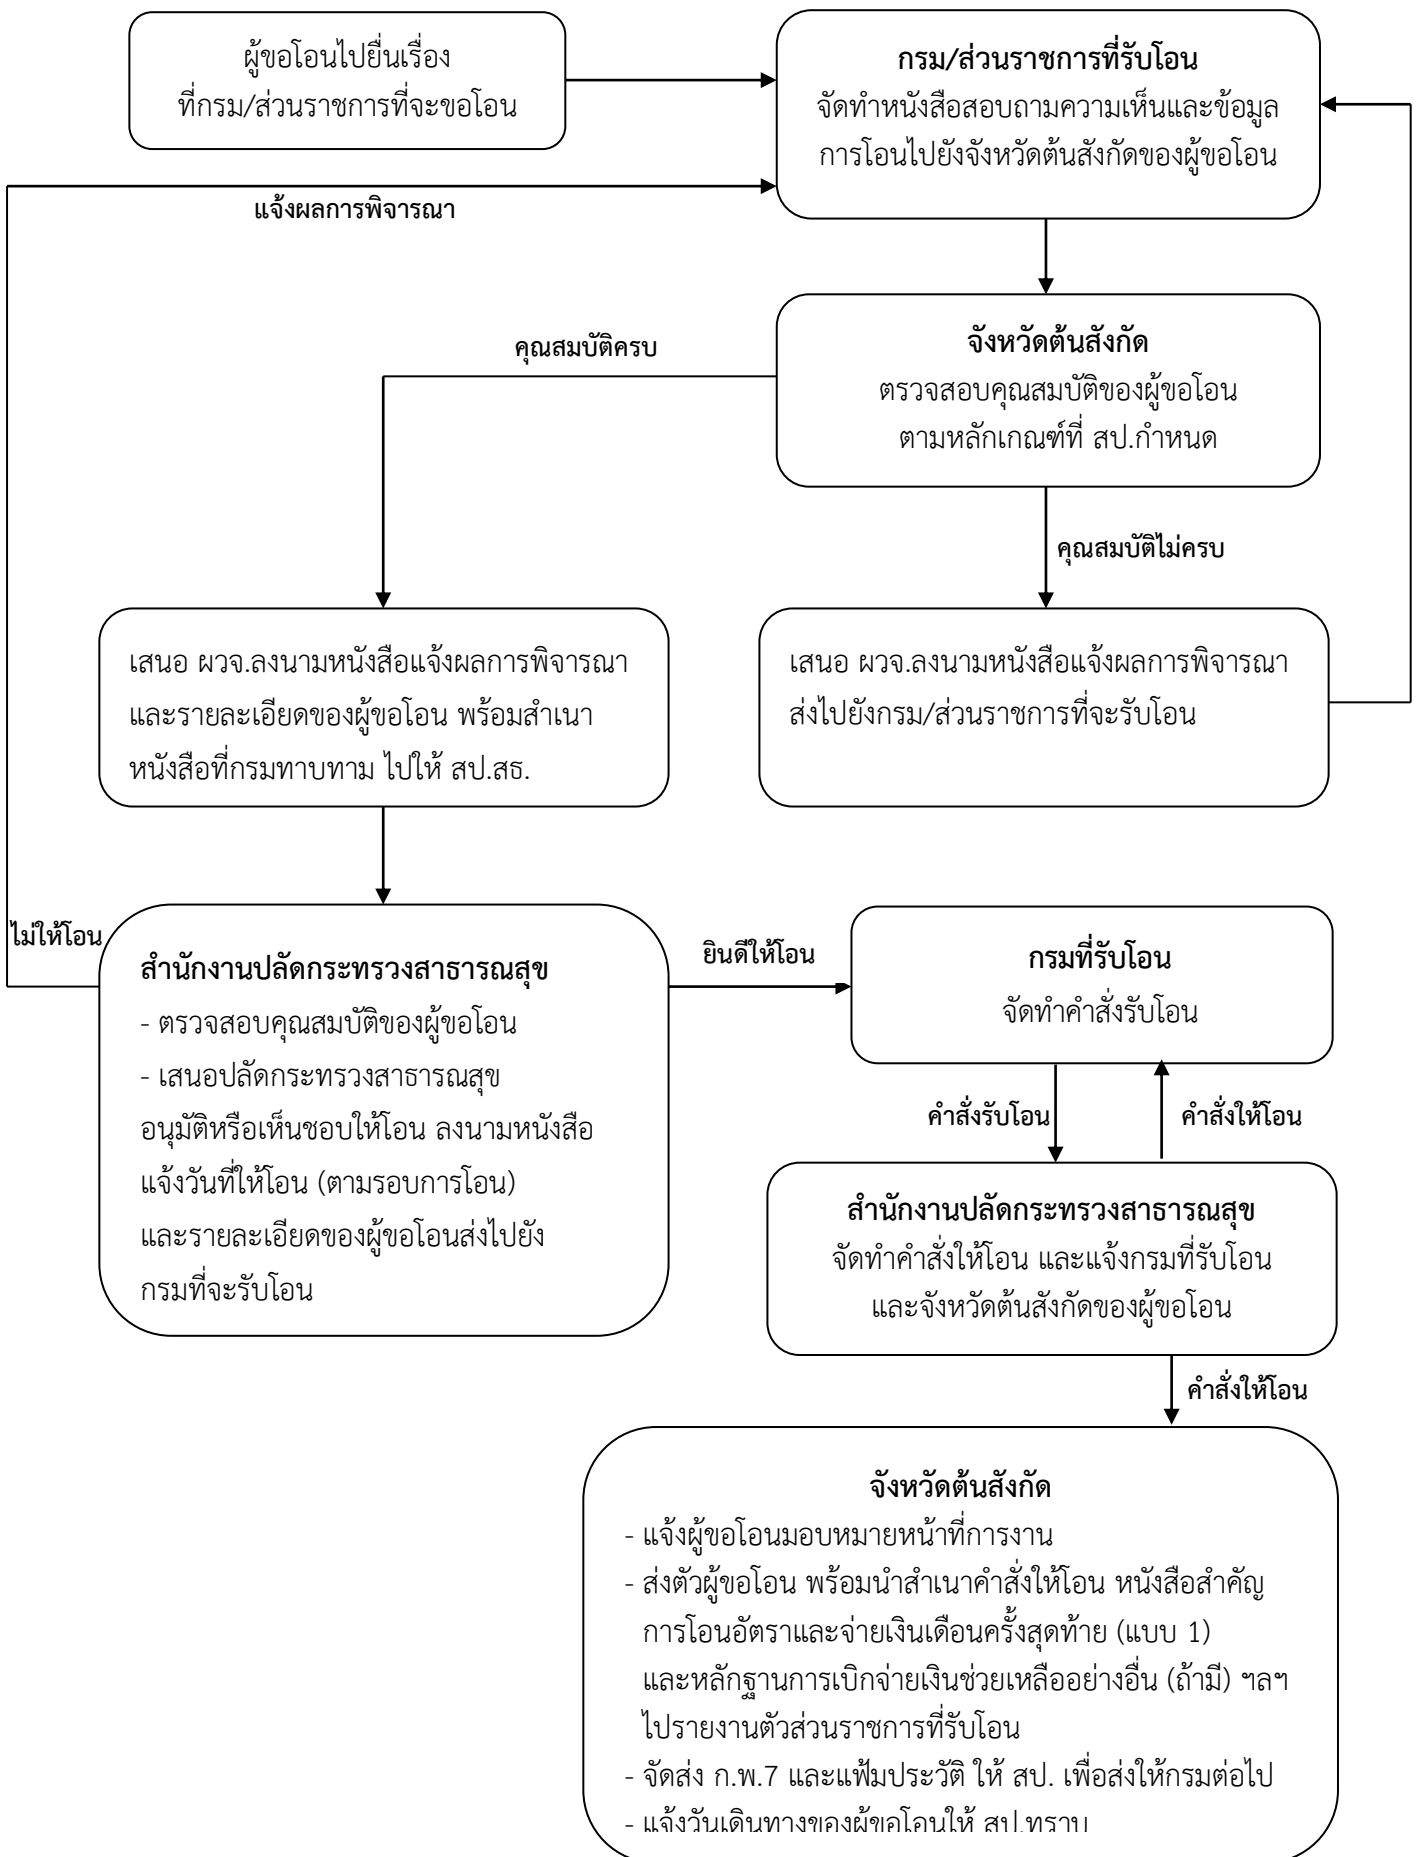 ผู้ขอโอนไปยื่นเรื่อง
ที่กรม/ส่วนราชการที่จะขอโอน
กรม/ส่วนราชการที่รับโอน
จัดทำหนังสือสอบถามความเห็นและข้อมูล
การโอนไปยังจังหวัดต้นสังกัดของผู้ขอโอน
แจ้งผลการพิจารณา
จังหวัดต้นสังกัด
ตรวจสอบคุณสมบัติของผู้ขอโอน
ตามหลักเกณฑ์ที่ สป.กำหนด
คุณสมบัติครบ
คุณสมบัติไม่ครบ
เสนอ ผวจ.ลงนามหนังสือแจ้งผลการพิจารณา
และรายละเอียดของผู้ขอโอน พร้อมสำเนา
หนังสือที่กรมทาบทาม ไปให้ สป.สธ.
เสนอ ผวจ.ลงนามหนังสือแจ้งผลการพิจารณา
ส่งไปยังกรม/ส่วนราชการที่จะรับโอน
ไม่ให้โอน
สำนักงานปลัดกระทรวงสาธารณสุข
- ตรวจสอบคุณสมบัติของผู้ขอโอน
- เสนอปลัดกระทรวงสาธารณสุข
อนุมัติหรือเห็นชอบให้โอน ลงนามหนังสือ
แจ้งวันที่ให้โอน (ตามรอบการโอน)
และรายละเอียดของผู้ขอโอนส่งไปยัง
กรมที่จะรับโอน
ยินดีให้โอน
กรมที่รับโอน
จัดทำคำสั่งรับโอน
คำสั่งรับโอน
คำสั่งให้โอน
สำนักงานปลัดกระทรวงสาธารณสุข
จัดทำคำสั่งให้โอน และแจ้งกรมที่รับโอน
และจังหวัดต้นสังกัดของผู้ขอโอน
คำสั่งให้โอน
จังหวัดต้นสังกัด
- แจ้งผู้ขอโอนมอบหมายหน้าที่การงาน
- ส่งตัวผู้ขอโอน พร้อมนำสำเนาคำสั่งให้โอน หนังสือสำคัญ
การโอนอัตราและจ่ายเงินเดือนครั้งสุดท้าย (แบบ 1)
และหลักฐานการเบิกจ่ายเงินช่วยเหลืออย่างอื่น (ถ้ามี) ฯลฯ
ไปรายงานตัวส่วนราชการที่รับโอน
- จัดส่ง ก.พ.7 และแฟ้มประวัติ ให้ สป. เพื่อส่งให้กรมต่อไป
- แจ้งวันเดินทางของผู้ขอโอนให้ สป.ทราบ